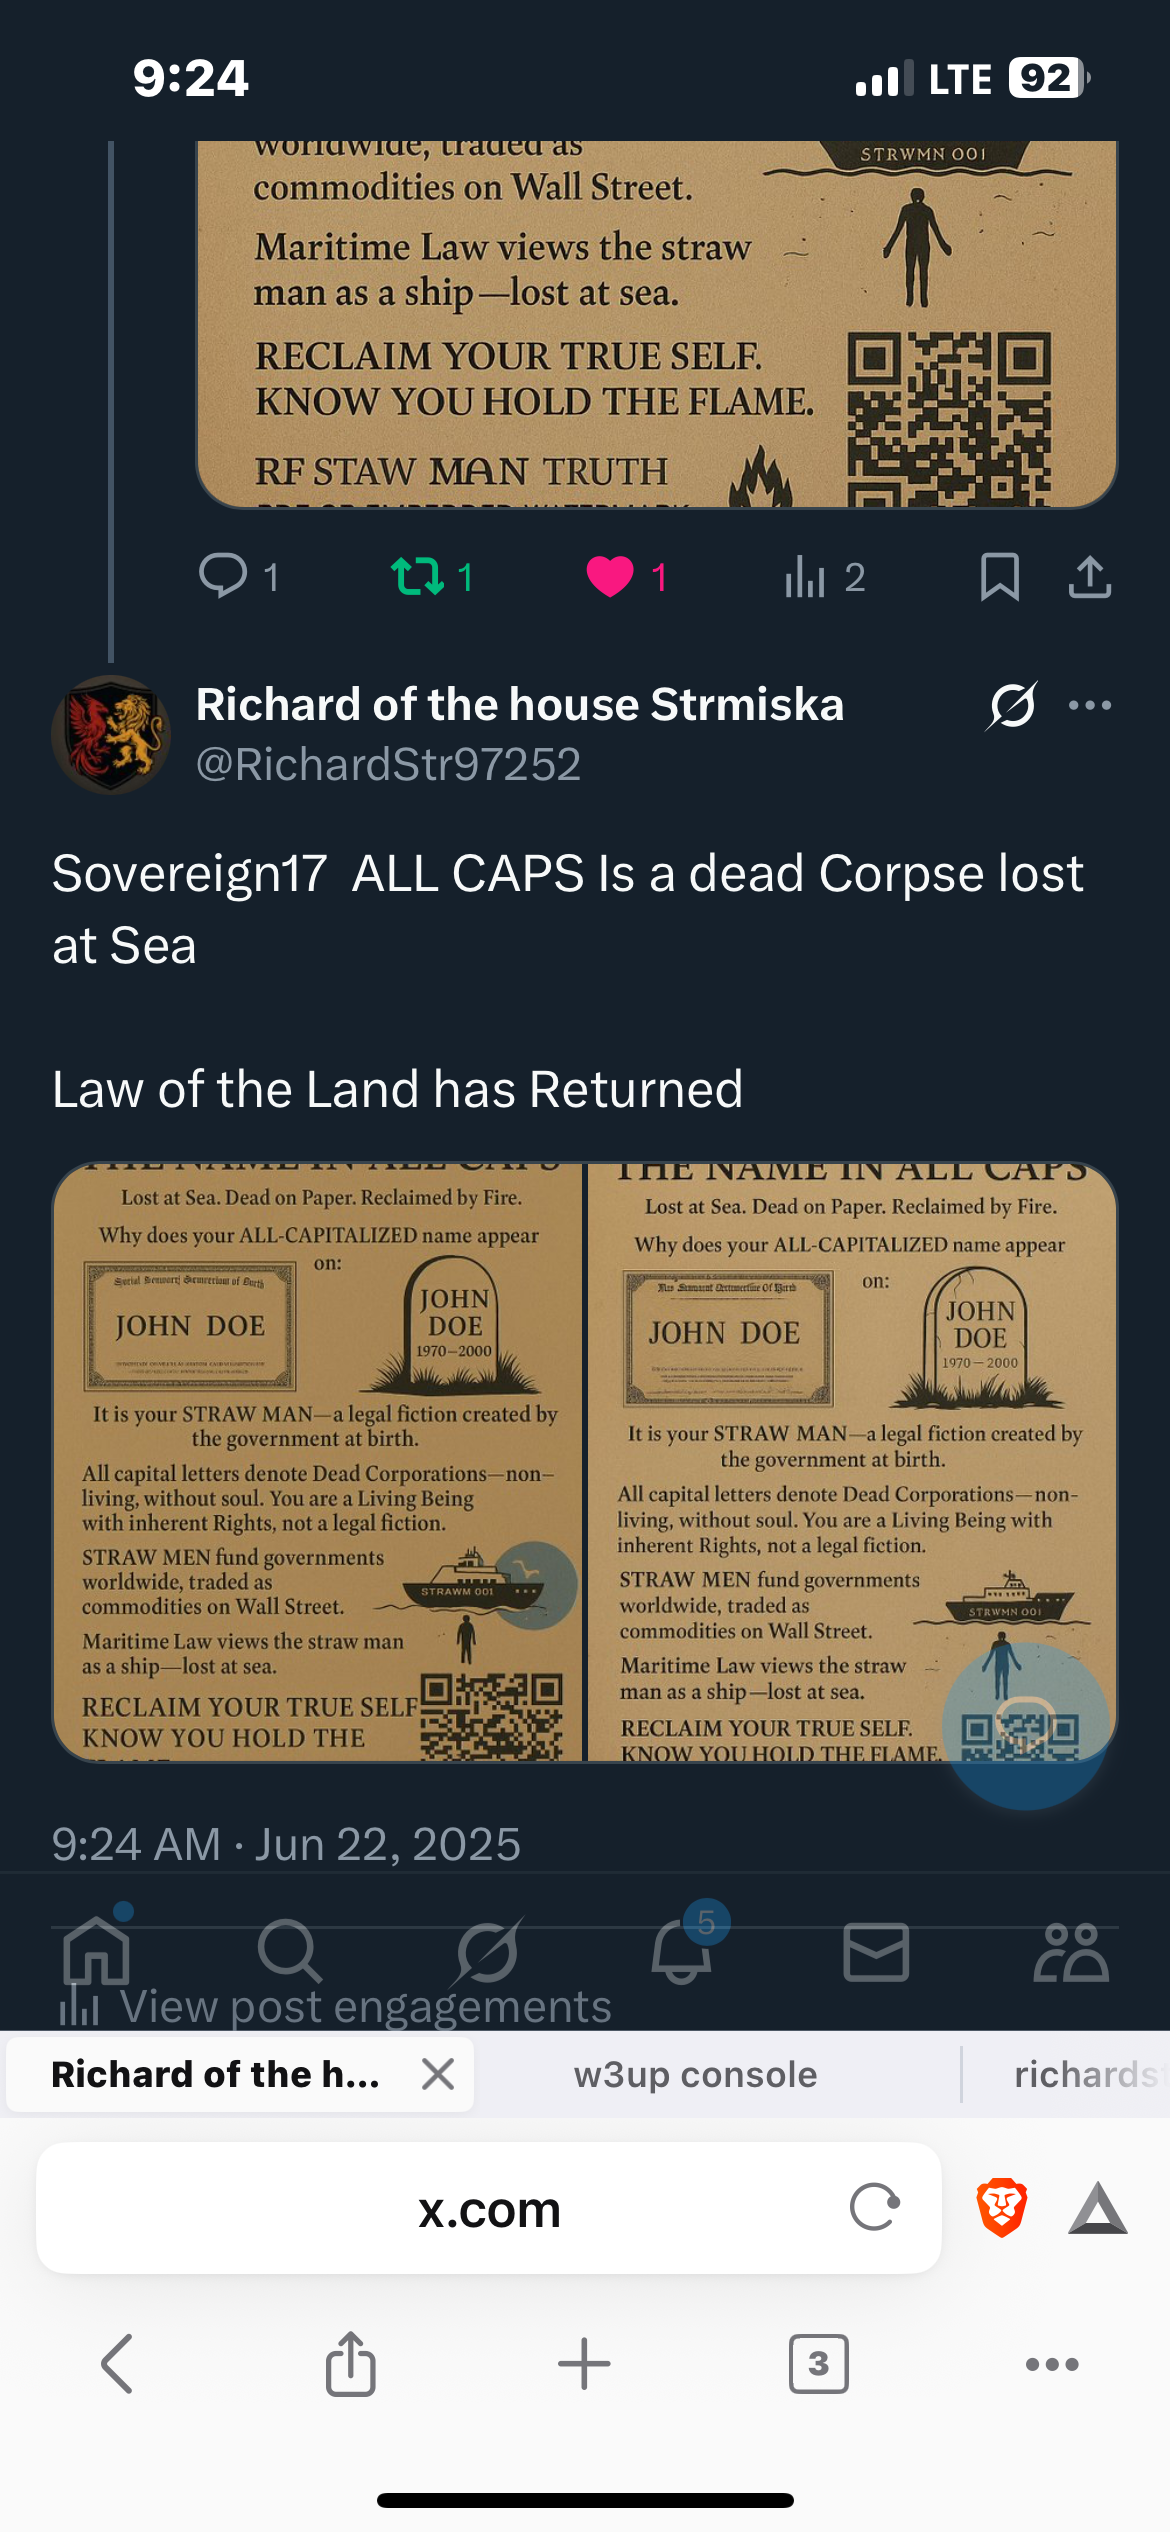 9:24
LTE 92
worldwide, traded as
commodities on Wall Street.
STRWMN 001
Maritime Law views the straw
man as a ship—lost at sea.
RECLAIM YOUR TRUE SELF.
KNOW YOU HOLD THE FLAME.
RF STAW MAN TRUTH
1
1
1
2
Richard of the house Strmiska
@RichardStr97252
Sovereign17 ALL CAPS Is a dead Corpse lost
at Sea
Law of the Land has Returned
THE NAME IN ALL CAPS
Lost at Sea. Dead on Paper. Reclaimed by Fire.
Why does your ALL-CAPITALIZED name appear
on:
JOHN DOE
JOHN
DOE
1970–2000
It is your STRAW MAN—a legal fiction created by
the government at birth.
All capital letters denote Dead Corporations—non–
living, without soul. You are a Living Being
with inherent Rights, not a legal fiction.
STRAW MEN fund governments
worldwide, traded as
commodities on Wall Street.
STRAWM 001
Maritime Law views the straw man
as a ship—lost at sea.
RECLAIM YOUR TRUE SELF
KNOW YOU HOLD THE
THE NAME IN ALL CAPS
Lost at Sea. Dead on Paper. Reclaimed by Fire.
Why does your ALL-CAPITALIZED name appear
on:
JOHN DOE
JOHN
DOE
1970–2000
It is your STRAW MAN—a legal fiction created by
the government at birth.
All capital letters denote Dead Corporations—non-
living, without soul. You are a Living Being with
inherent Rights, not a legal fiction.
STRAW MEN fund governments
worldwide, traded as
commodities on Wall Street.
STRWMN 001
Maritime Law views the straw
man as a ship—lost at sea.
RECLAIM YOUR TRUE SELF.
KNOW YOU HOLD THE FLAME.
9:24 AM · Jun 22, 2025
5
View post engagements
Richard of the h...
w3up console
richards
x.com
3